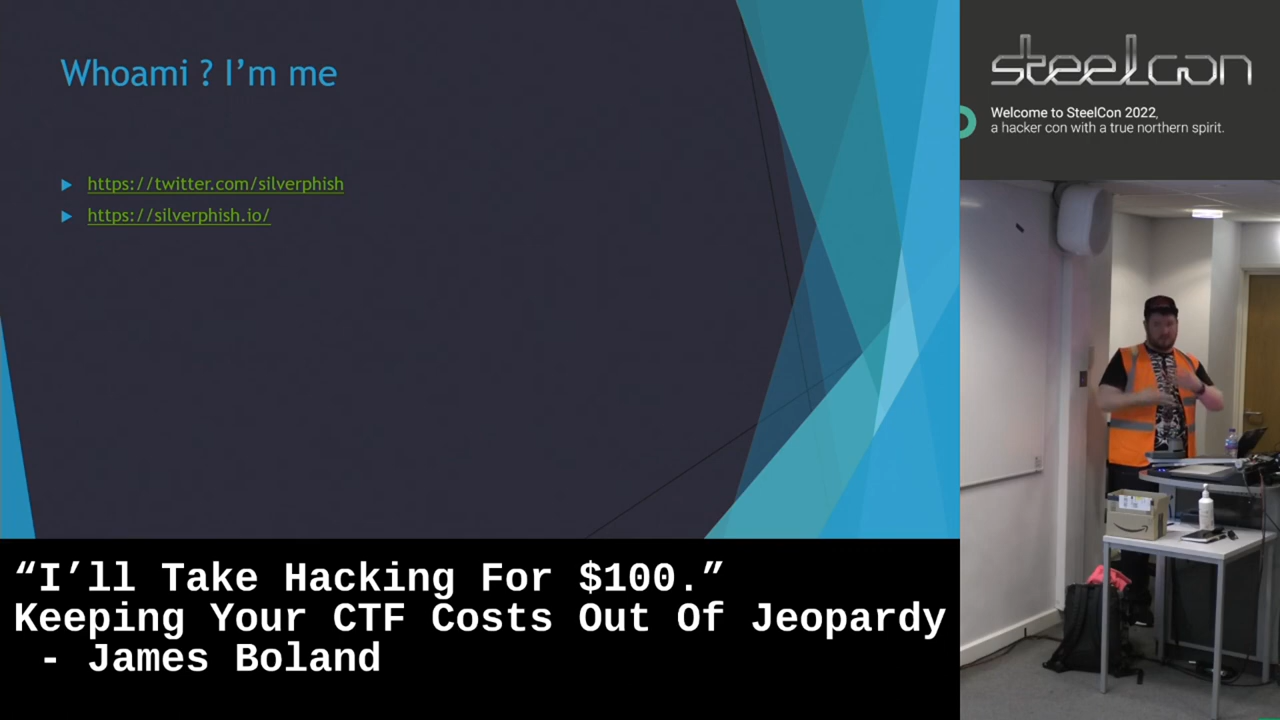 Whoami ? I'm me
https://twitter.com/silverphish
https://silverphish.io/
steelcon
Welcome to SteelCon 2022,
a hacker con with a true northern spirit.
“I’ll Take Hacking For $100.”
Keeping Your CTF Costs Out Of Jeopardy
- James Boland